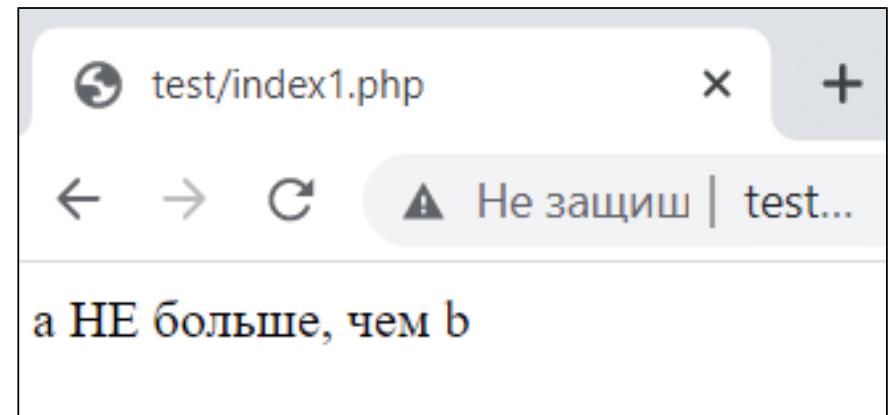 test/index1.php
Не защищ | test...
a НЕ больше, чем b